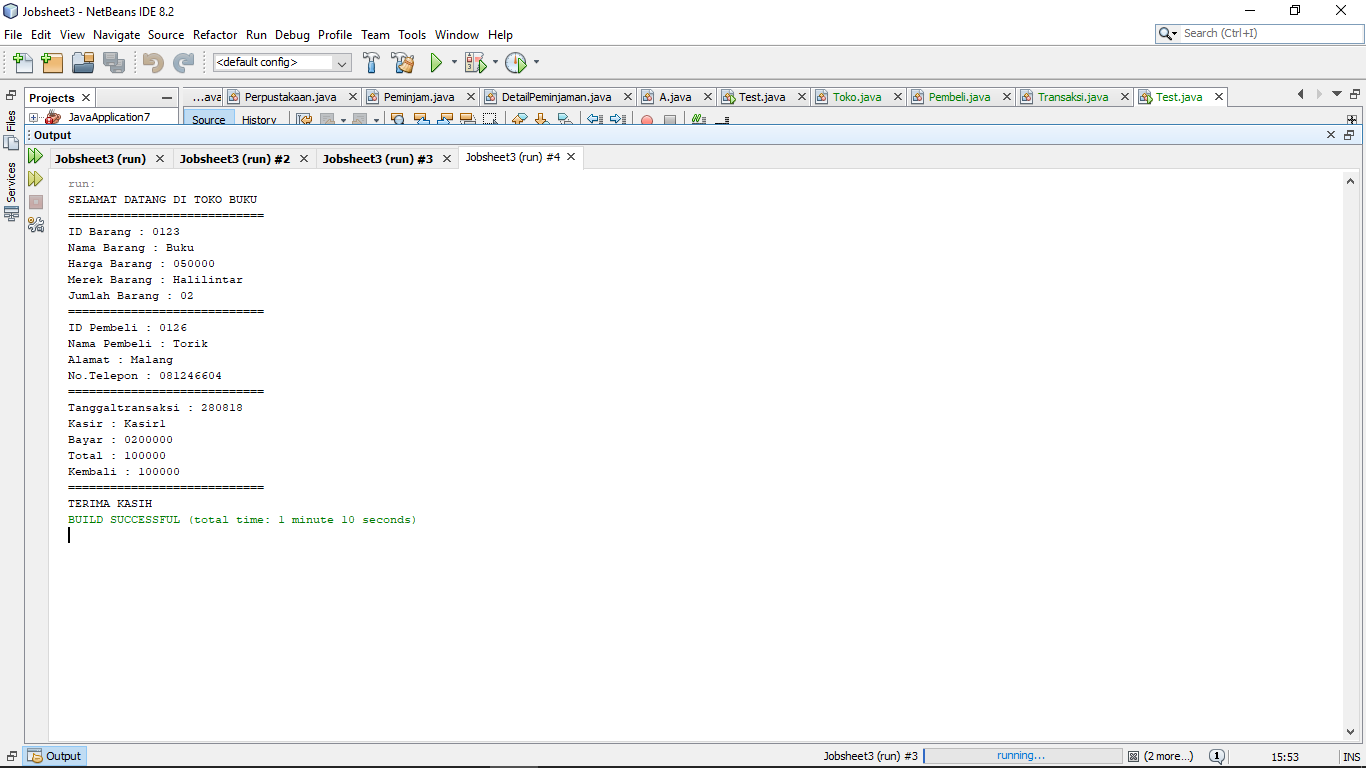 Jobsheet3 - NetBeans IDE 8.2
File Edit View Navigate Source Refactor Run Debug Profile Team Tools Window Help
Search (Ctrl+I)
<default config>
Projects
...ava Perpustakaan.java Peminjam.java DetailPeminjaman.java A.java Test.java Toko.java Pembeli.java Transaksi.java Test.java
JavaApplication7
Source History
Files
Services
Output
Jobsheet3 (run) Jobsheet3 (run) #2 Jobsheet3 (run) #3 Jobsheet3 (run) #4
run:
SELAMAT DATANG DI TOKO BUKU
============================
ID Barang : 0123
Nama Barang : Buku
Harga Barang : 050000
Merek Barang : Halilintar
Jumlah Barang : 02
============================
ID Pembeli : 0126
Nama Pembeli : Torik
Alamat : Malang
No.Telepon : 081246604
============================
Tanggaltransaksi : 280818
Kasir : Kasir1
Bayar : 0200000
Total : 100000
Kembali : 100000
============================
TERIMA KASIH
BUILD SUCCESSFUL (total time: 1 minute 10 seconds)
Output
Jobsheet3 (run) #3 running... (2 more...) 1 15:53 INS